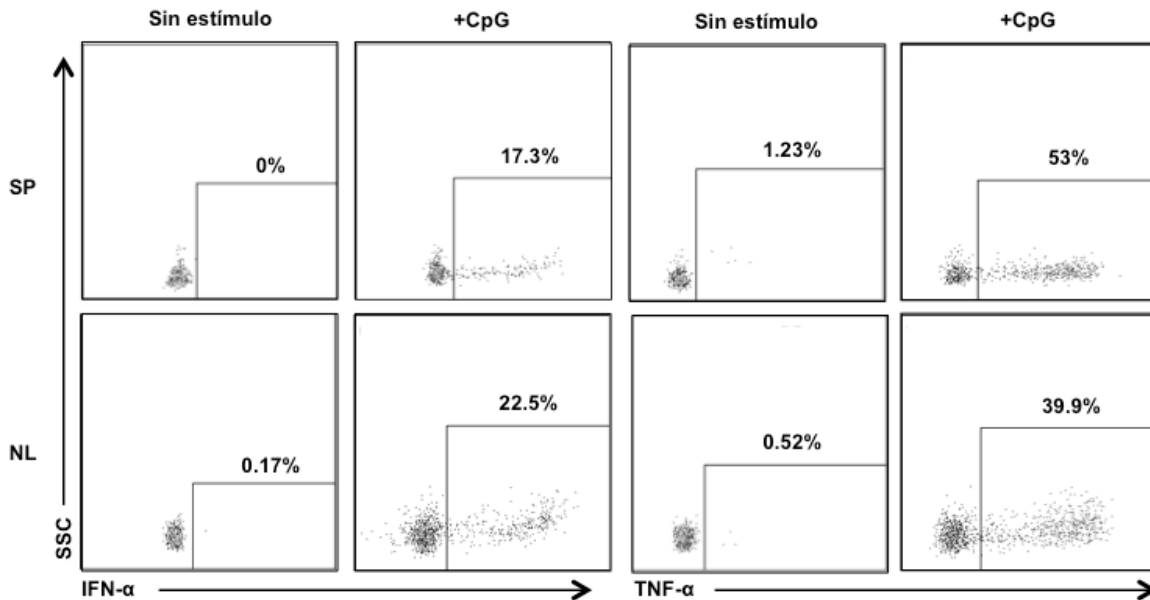 Sin estímulo +CpG Sin estímulo +CpG
SP 0% 17.3% 1.23% 53%
NL 0.17% 22.5% 0.52% 39.9%
SSC
IFN-α TNF-α